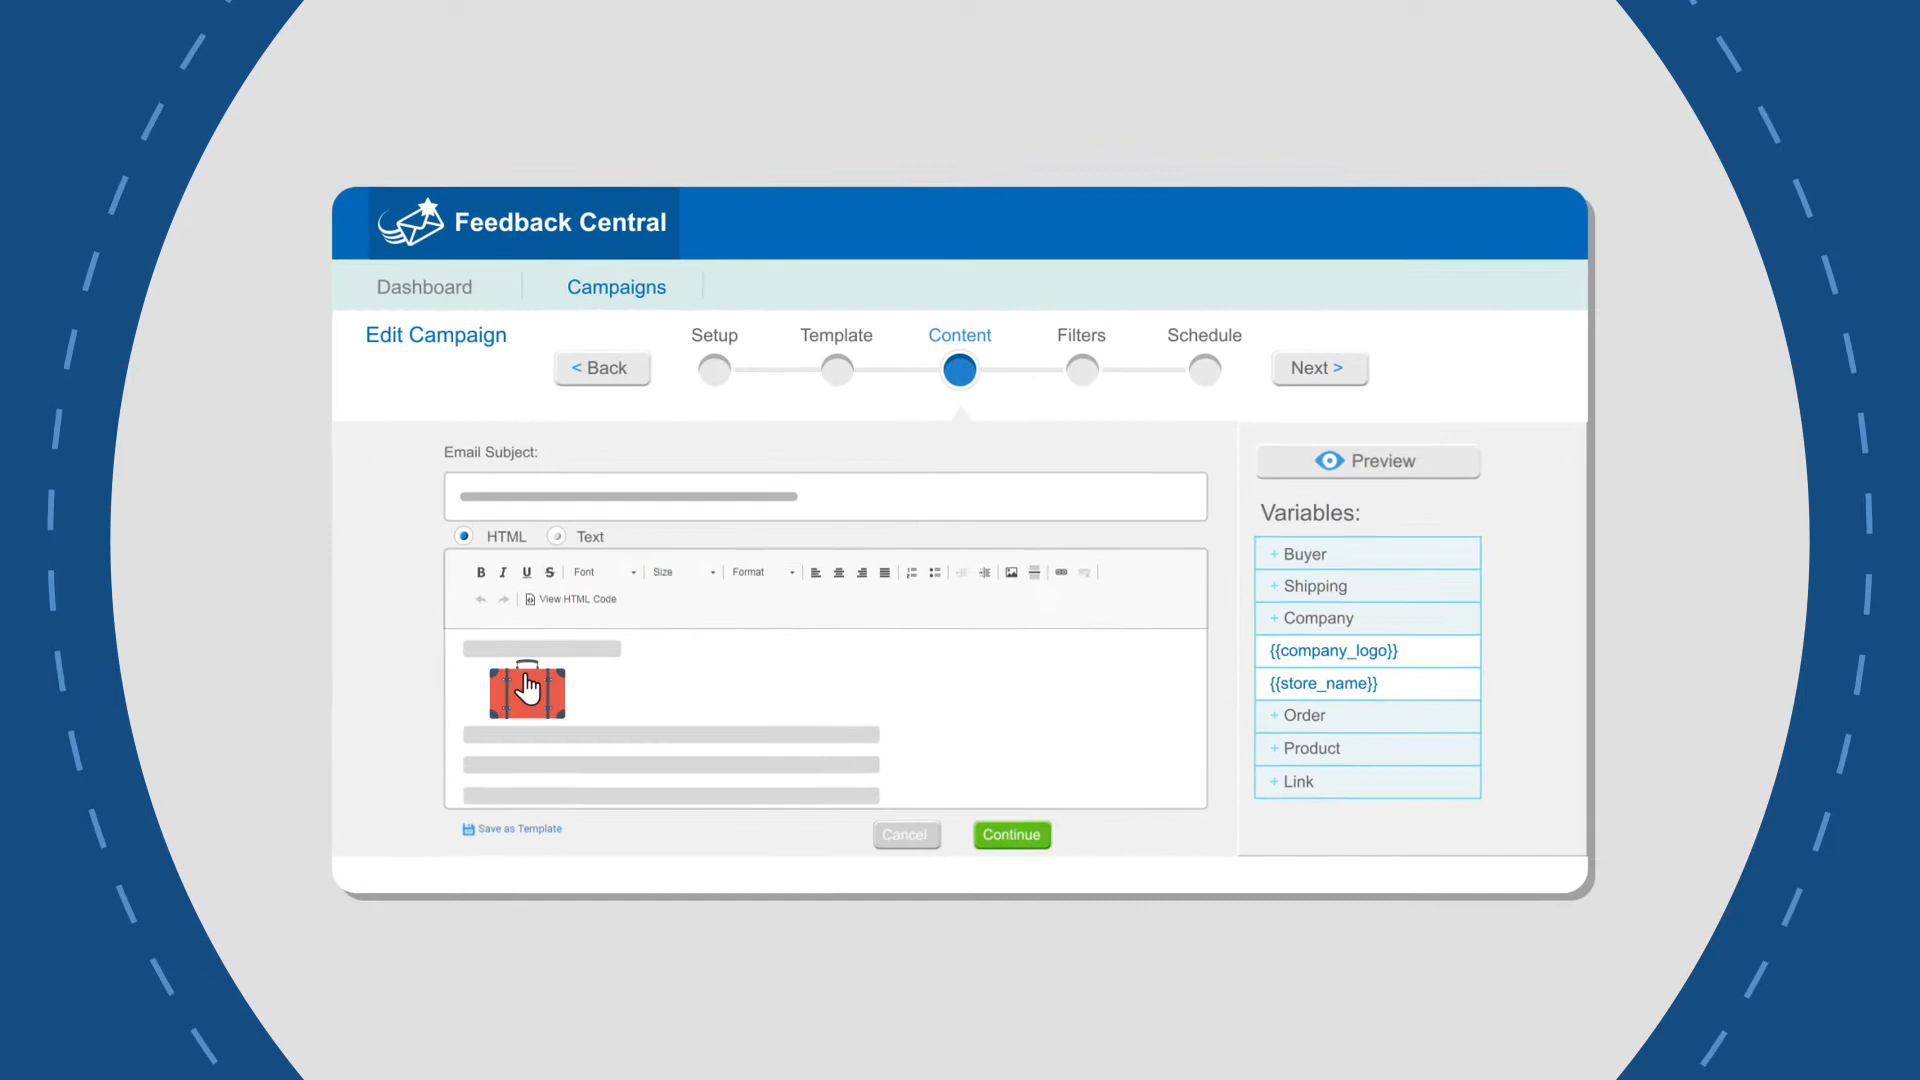 Feedback Central
Dashboard Campaigns
Edit Campaign
Setup Template Content Filters Schedule
< Back
Next >
Email Subject:
HTML Text
B I U S Font Size Format
View HTML Code
Save as Template
Cancel Continue
Preview
Variables:
+ Buyer
+ Shipping
+ Company
{{company_logo}}
{{store_name}}
+ Order
+ Product
+ Link